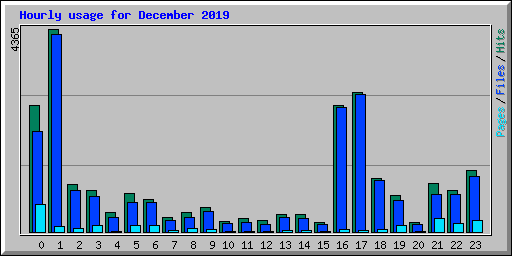 Hourly usage for December 2019
4365
Pages / Files / Hits
0 1 2 3 4 5 6 7 8 9 10 11 12 13 14 15 16 17 18 19 20 21 22 23